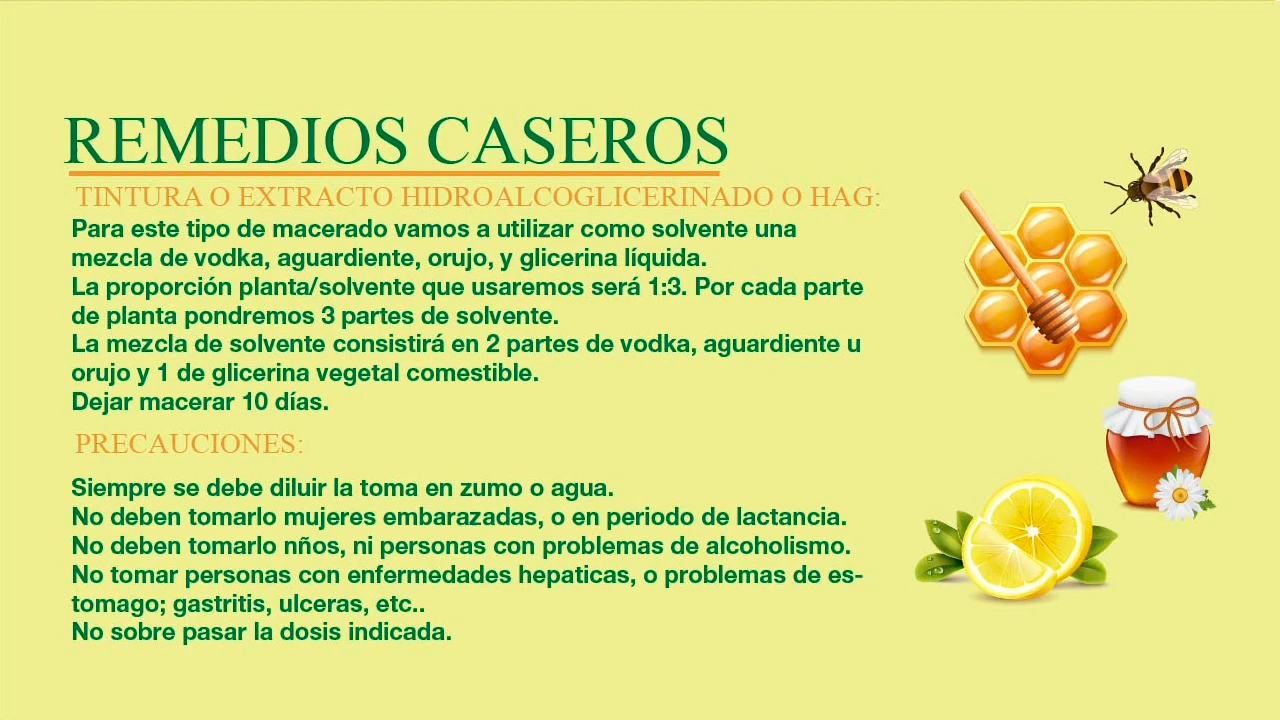 REMEDIOS CASEROS
TINTURA O EXTRACTO HIDROALCOGLICERINADO O HAG:
Para este tipo de macerado vamos a utilizar como solvente una
mezcla de vodka, aguardiente, orujo, y glicerina líquida.
La proporción planta/solvente que usaremos será 1:3. Por cada parte
de planta pondremos 3 partes de solvente.
La mezcla de solvente consistirá en 2 partes de vodka, aguardiente u
orujo y 1 de glicerina vegetal comestible.
Dejar macerar 10 días.
PRECAUCIONES:
Siempre se debe diluir la toma en zumo o agua.
No deben tomarlo mujeres embarazadas, o en periodo de lactancia.
No deben tomarlo nños, ni personas con problemas de alcoholismo.
No tomar personas con enfermedades hepaticas, o problemas de es-
tomago; gastritis, ulceras, etc..
No sobre pasar la dosis indicada.